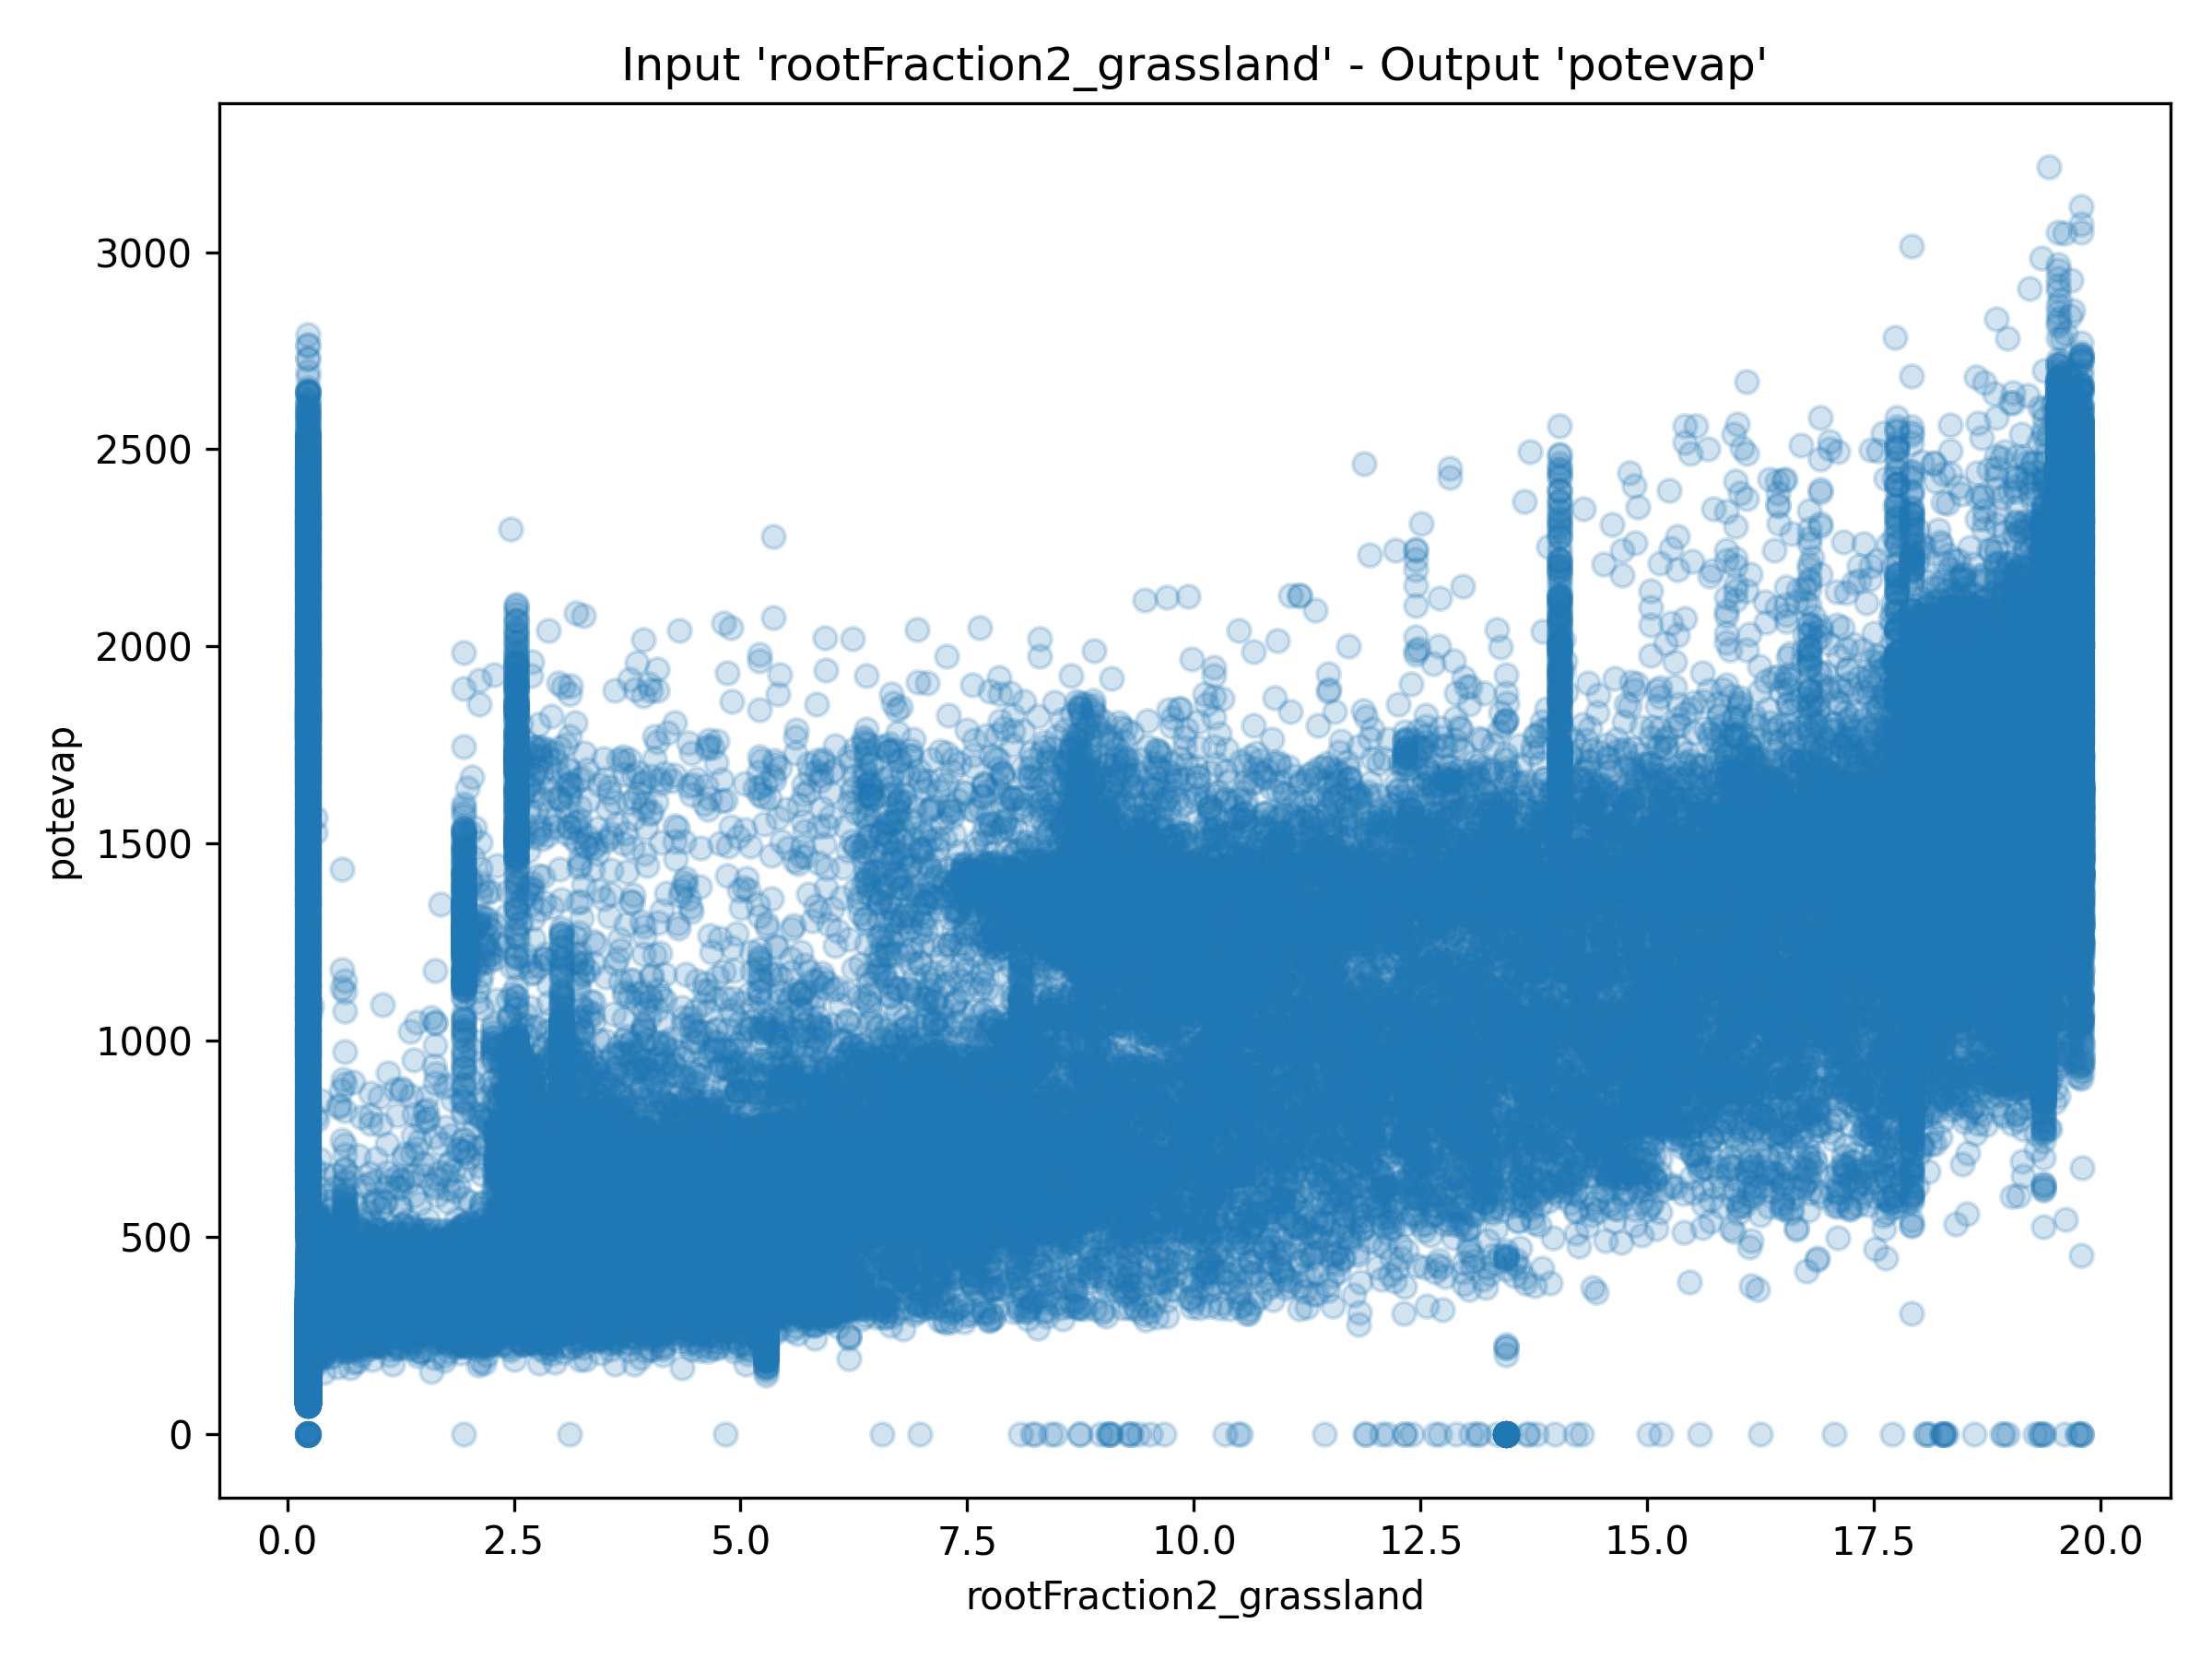 Input 'rootFraction2_grassland' - Output 'potevap'
3000
2500
2000
1500
1000
500
0
potevap
0.0 2.5 5.0 7.5 10.0 12.5 15.0 17.5 20.0
rootFraction2_grassland